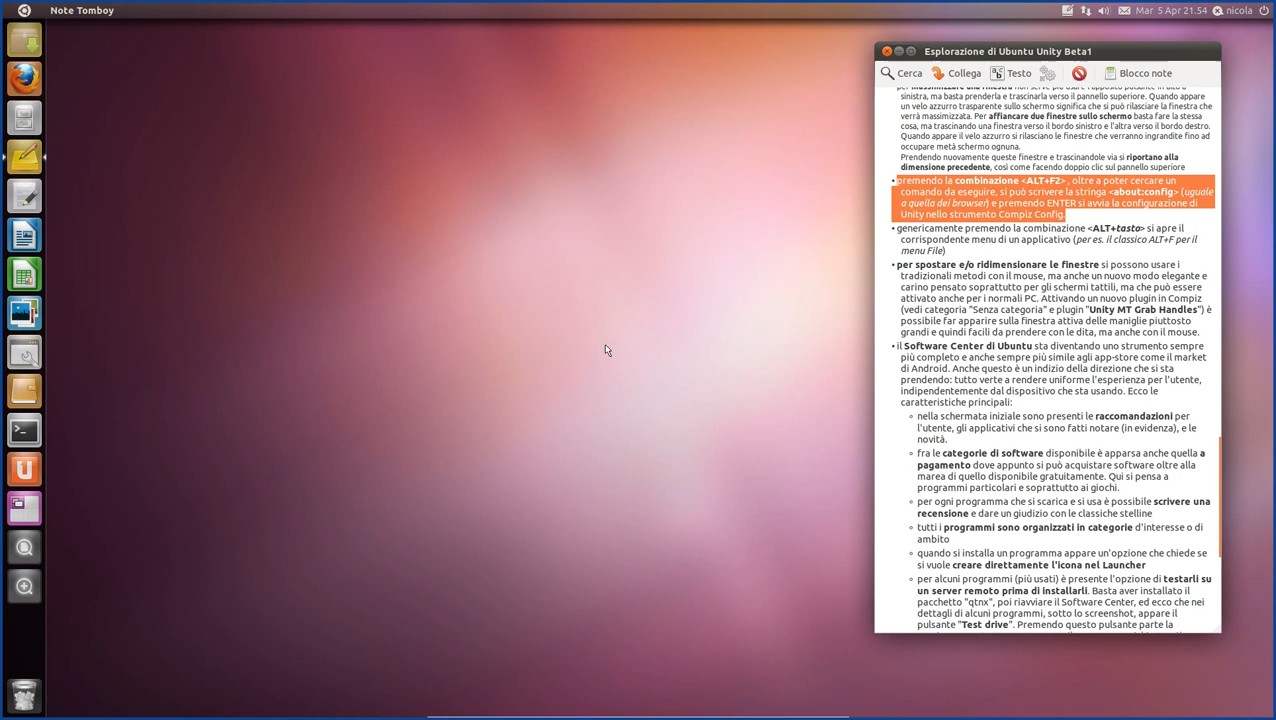 Note Tomboy
Mar 5 Apr 21.54 nicola
Esplorazione di Ubuntu Unity Beta1
Cerca Collega Testo Blocco note
per massimizzare una finestra non serve più usare l'apposito pulsante in alto a
sinistra, ma basta prenderla e trascinarla verso il pannello superiore. Quando appare
un velo azzurro trasparente sullo schermo significa che si può rilasciare la finestra che
verrà massimizzata. Per affiancare due finestre sullo schermo basta fare la stessa
cosa, ma trascinando una finestra verso il bordo sinistro e l'altra verso il bordo destro.
Quando appare il velo azzurro si rilasciano le finestre che verranno ingrandite fino ad
occupare metà schermo ognuna.
Prendendo nuovamente queste finestre e trascinandole via si riportano alla
dimensione precedente, così come facendo doppio clic sul pannello superiore
• premendo la combinazione <ALT+F2> , oltre a poter cercare un
comando da eseguire, si può scrivere la stringa <about:config> (uguale
a quella dei browser) e premendo ENTER si avvia la configurazione di
Unity nello strumento Compiz Config.
• genericamente premendo la combinazione <ALT+tasto> si apre il
corrispondente menu di un applicativo (per es. il classico ALT+F per il
menu File)
• per spostare e/o ridimensionare le finestre si possono usare i
tradizionali metodi con il mouse, ma anche un nuovo modo elegante e
carino pensato soprattutto per gli schermi tattili, ma che può essere
attivato anche per i normali PC. Attivando un nuovo plugin in Compiz
(vedi categoria "Senza categoria" e plugin "Unity MT Grab Handles") è
possibile far apparire sulla finestra attiva delle maniglie piuttosto
grandi e quindi facili da prendere con le dita, ma anche con il mouse.
• il Software Center di Ubuntu sta diventando uno strumento sempre
più completo e anche sempre più simile agli app-store come il market
di Android. Anche questo è un indizio della direzione che si sta
prendendo: tutto verte a rendere uniforme l'esperienza per l'utente,
indipendentemente dal dispositivo che sta usando. Ecco le
caratteristiche principali:
◦ nella schermata iniziale sono presenti le raccomandazioni per
l'utente, gli applicativi che si sono fatti notare (in evidenza), e le
novità.
◦ fra le categorie di software disponibile è apparsa anche quella a
pagamento dove appunto si può acquistare software oltre alla
marea di quello disponibile gratuitamente. Qui si pensa a
programmi particolari e soprattutto ai giochi.
◦ per ogni programma che si scarica e si usa è possibile scrivere una
recensione e dare un giudizio con le classiche stelline
◦ tutti i programmi sono organizzati in categorie d'interesse o di
ambito
◦ quando si installa un programma appare un'opzione che chiede se
si vuole creare direttamente l'icona nel Launcher
◦ per alcuni programmi (più usati) è presente l'opzione di testarli su
un server remoto prima di installarli. Basta aver installato il
pacchetto "qtnx", poi riavviare il Software Center, ed ecco che nei
dettagli di alcuni programmi, sotto lo screenshot, appare il
pulsante "Test drive". Premendo questo pulsante parte la